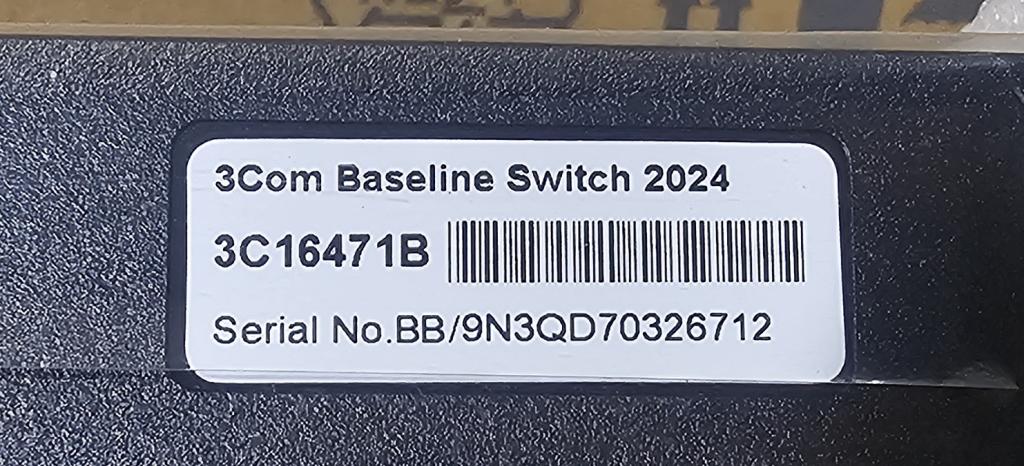 3Com Baseline Switch 2024
3C16471B
Serial No.BB/9N3QD70326712